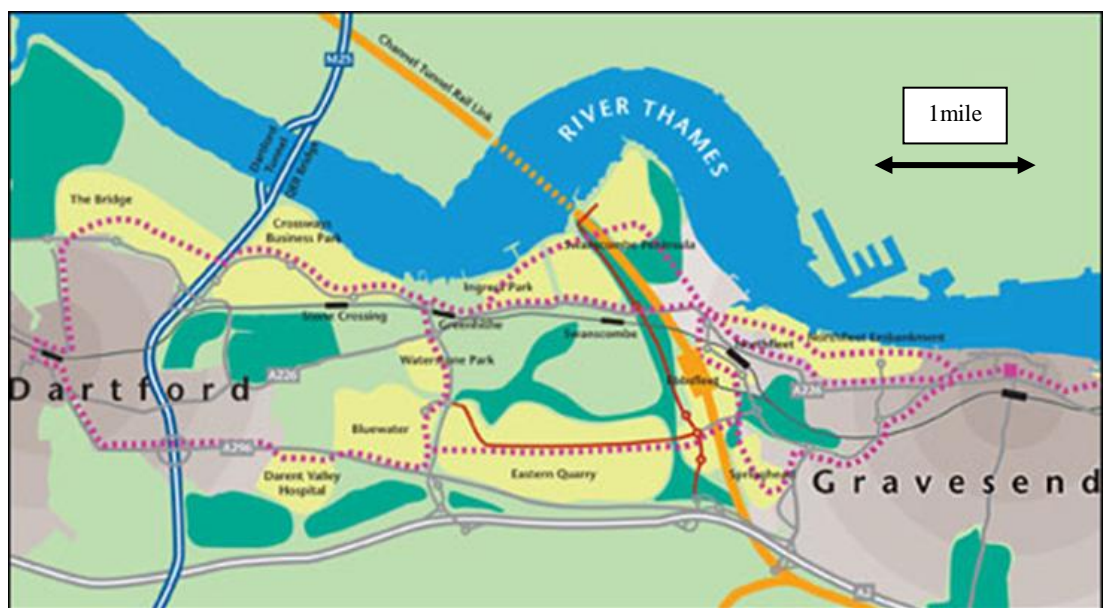 M25
Channel Tunnel Rail Link
RIVER THAMES
1mile
Dartford
Tunnel
QEII Bridge
The Bridge
Crossways
Business Park
Swanscombe Peninsula
Ingress Park
Stone Crossing
Greenhithe
Swanscombe
Northfleet
Northfleet Embankment
Waterstone Park
A226
Ebbsfleet
A226
Dartford
Bluewater
A296
Darent Valley
Hospital
Eastern Quarry
Springhead
Gravesend
A2